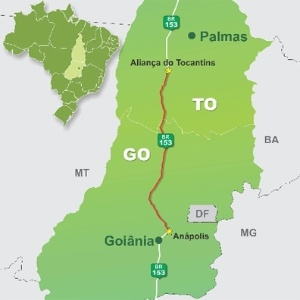 BR
153
Palmas
Aliança do Tocantins
TO
GO
BR
153
BA
MT
DF
MG
Goiânia
Anápolis
BR
153